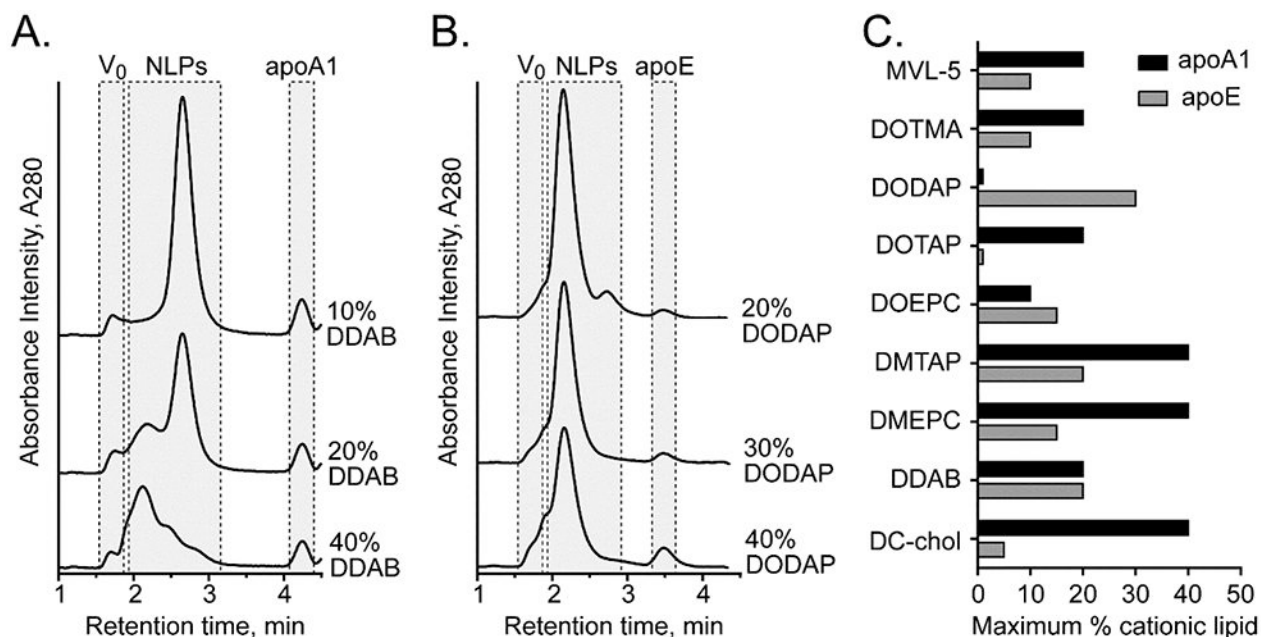 A.
V0 NLPs apoA1
Absorbance Intensity, A280
10%
DDAB
20%
DDAB
40%
DDAB
1 2 3 4
Retention time, min
B.
V0 NLPs apoE
Absorbance Intensity, A280
20%
DODAP
30%
DODAP
40%
DODAP
1 2 3 4
Retention time, min
C.
apoA1
apoE
MVL-5
DOTMA
DODAP
DOTAP
DOEPC
DMTAP
DMEPC
DDAB
DC-chol
0 10 20 30 40 50
Maximum % cationic lipid